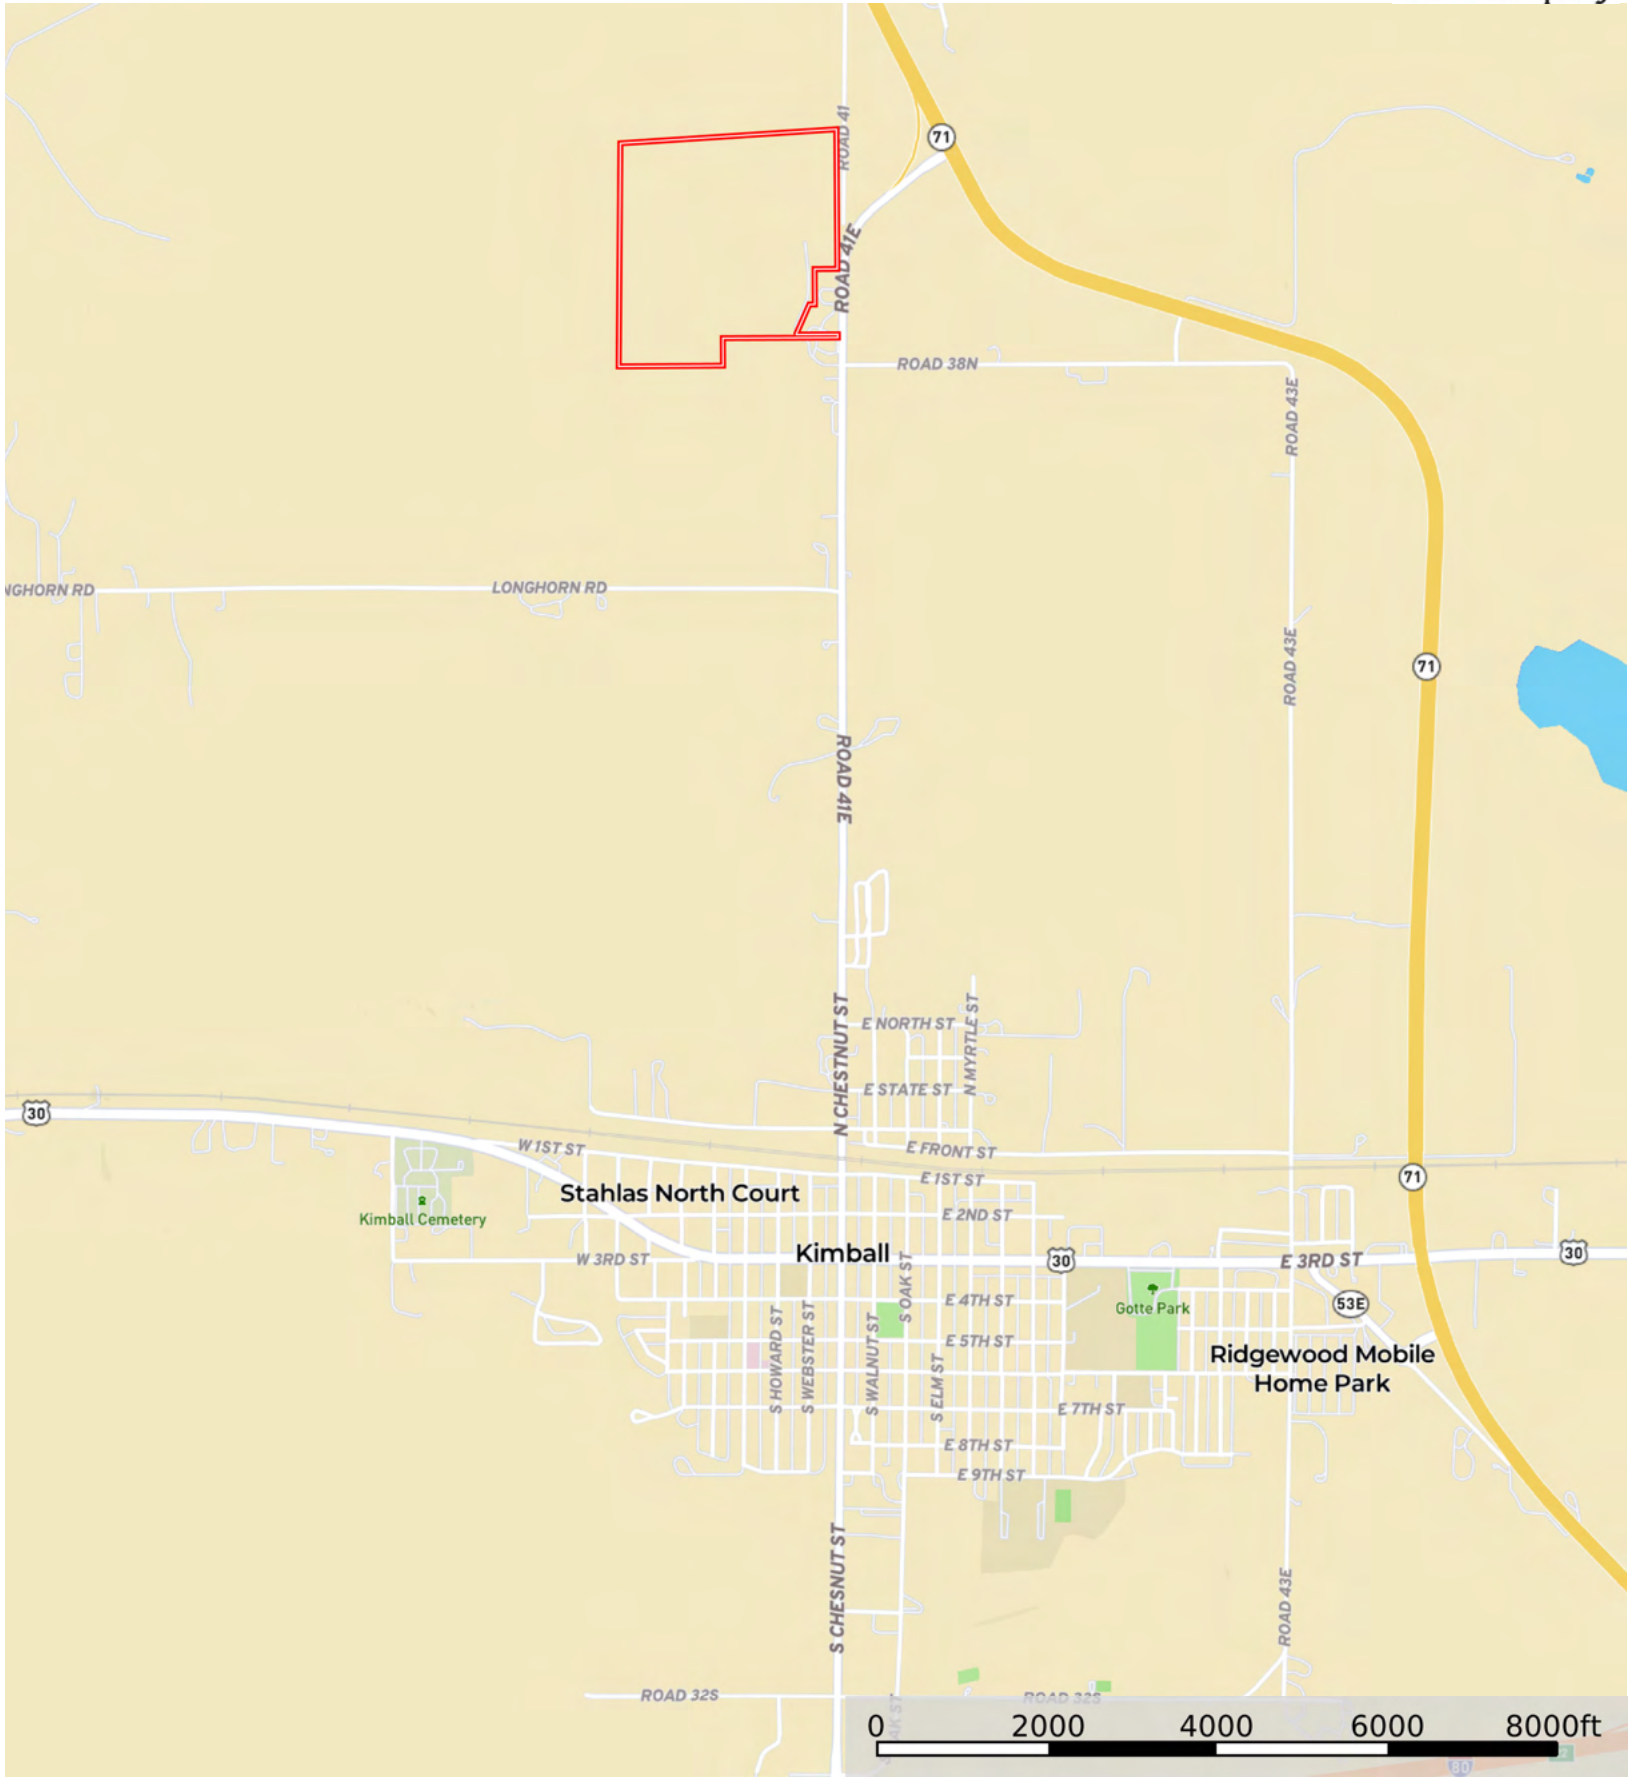 ROAD 41
71
ROAD 41E
ROAD 38N
ROAD 43E
LONGHORN RD
NGHORN RD
ROAD 43E
71
ROAD 41E
N CHESTNUT ST
E NORTH ST
N MYRTLE ST
E STATE ST
30
W 1ST ST
E FRONT ST
E 1ST ST
71
Stahlas North Court
Kimball Cemetery
E 2ND ST
Kimball
W 3RD ST
S OAK ST
30
E 3RD ST
30
E 4TH ST
Gotte Park
53E
S HOWARD ST
S WEBSTER ST
S WALNUT ST
E 5TH ST
S ELM ST
Ridgewood Mobile
Home Park
E 7TH ST
E 8TH ST
E 9TH ST
S CHESNUT ST
ROAD 43E
ROAD 32S
ROAD 32S
0 2000 4000 6000 8000ft
80